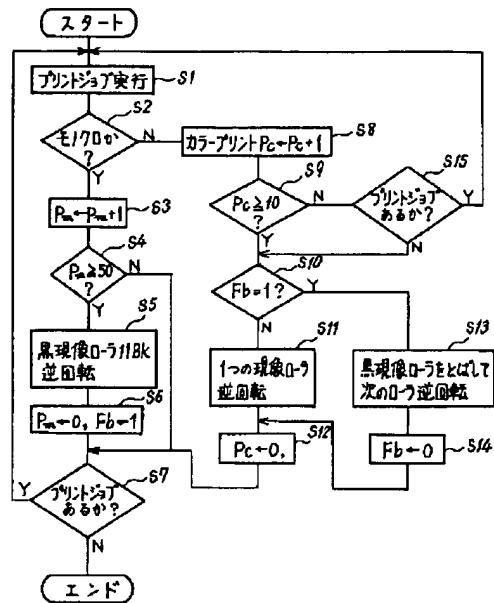 スタート
プリントジョブ実行
S1
S2
モノクロか
?
N
Y
カラープリントPc←Pc+1
S8
S3
Pm←Pm+1
S9
Pc≧10
?
N
Y
S15
プリントジョブ
あるか?
Y
N
S4
Pm≧50
?
N
Y
S10
Fb=1?
Y
N
S5
黒現像ローラ11Bk
逆回転
S11
1つの現像ローラ
逆回転
S13
黒現像ローラをとばして
次のローラ逆回転
S6
Pm←0, Fb←1
S12
Pc←0,
Fb←0
S14
S7
プリントジョブ
あるか?
Y
N
エンド